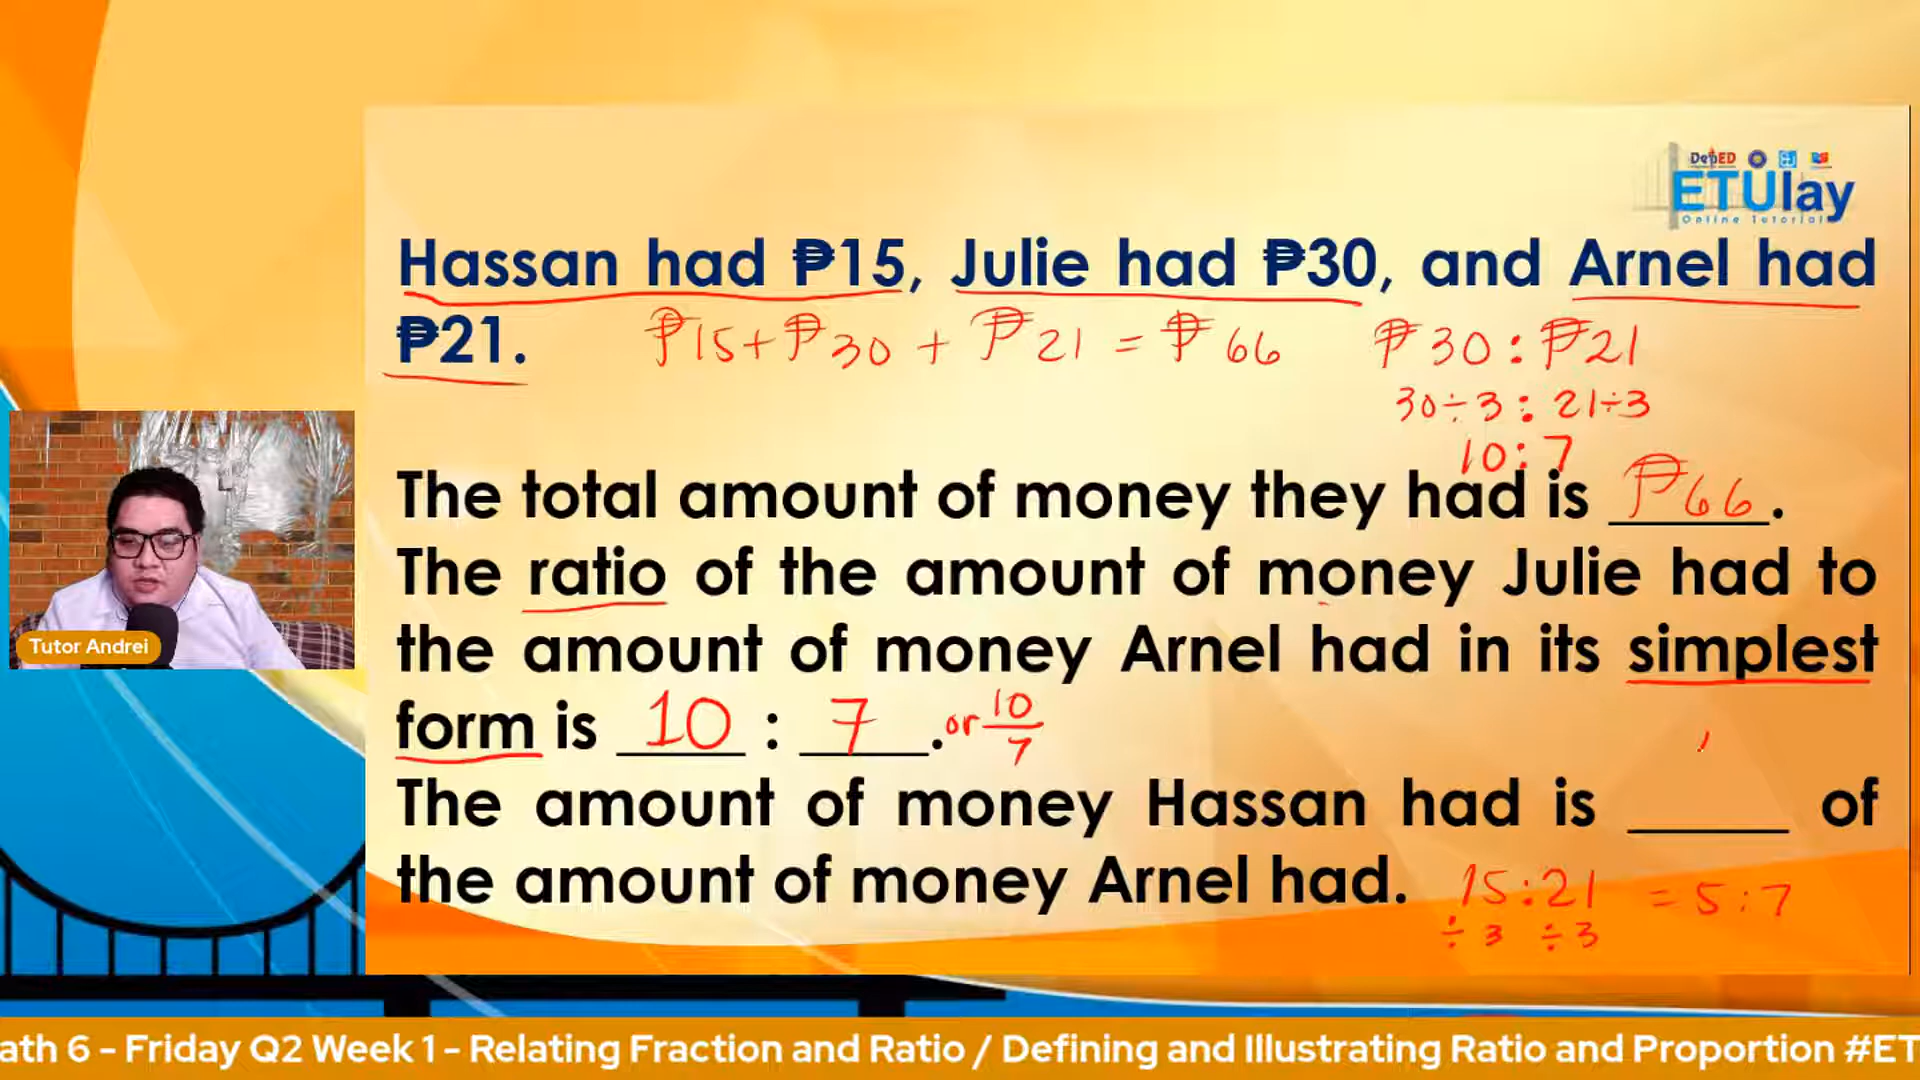 DepED
ETUlay
Online Tutorial
Hassan had ₱15, Julie had ₱30, and Arnel had
₱21.
₱15+₱30 + ₱21 = ₱66
₱30 : ₱21
30÷3 : 21÷3
10 : 7
The total amount of money they had is ₱66.
The ratio of the amount of money Julie had to
the amount of money Arnel had in its simplest
form is 10 : 7. or 10/7
The amount of money Hassan had is _____ of
the amount of money Arnel had.
15 : 21 = 5 : 7
÷ 3 ÷ 3
Tutor Andrei
ath 6 - Friday Q2 Week 1 - Relating Fraction and Ratio / Defining and Illustrating Ratio and Proportion #ET